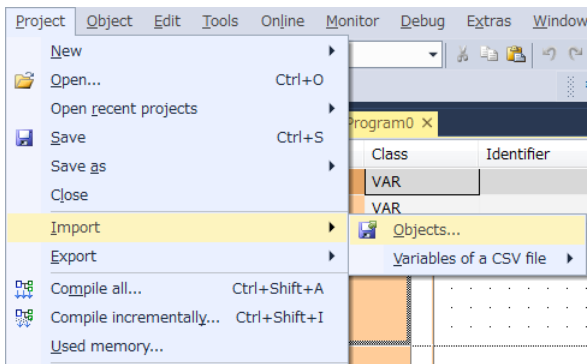 Project Object Edit Tools Online Monitor Debug Extras Window
New
Open... Ctrl+O
Open recent projects
Program0 ×
Save Ctrl+S
Class Identifier
Save as
VAR
Close
VAR
Import
Objects...
Export
Variables of a CSV file
Compile all... Ctrl+Shift+A
Compile incrementally... Ctrl+Shift+I
Used memory...